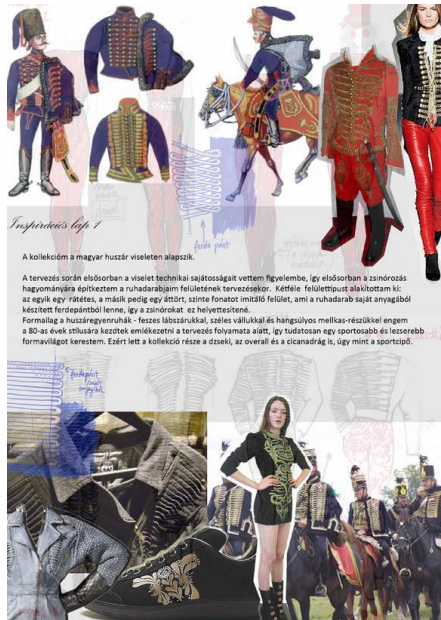 Inspirációs lap 1
A kollekcióm a magyar huszár viseleten alapszik.
A tervezés során elsősorban a viselet technikai sajátosságait vettem figyelembe, így elsősorban a zsinórozás
hagyományára építkeztem a ruhadarabjaim felületének tervezésekor. Kétféle felülettípust alakítottam ki:
az egyik egy rátétes, a másik pedig egy áttört, szinte fonatot imitáló felület, ami a ruhadarab saját anyagából
készített ferdepántból lenne, így a zsinórokat ez helyettesítené.
Formailag a huszáregyenruhák - feszes lábszárukkal, széles vállukkal és hangsúlyos mellkas-részükkel engem
a 80-as évek stílusára kezdtek emlékezetni a tervezés folyamata alatt, így tudatosan egy sportosabb és lezserebb
formavilágot kerestem. Ezért lett a kollekció része a dzseki, az overall és a cicanadrág is, úgy mint a sportcipő.
ferde pánt